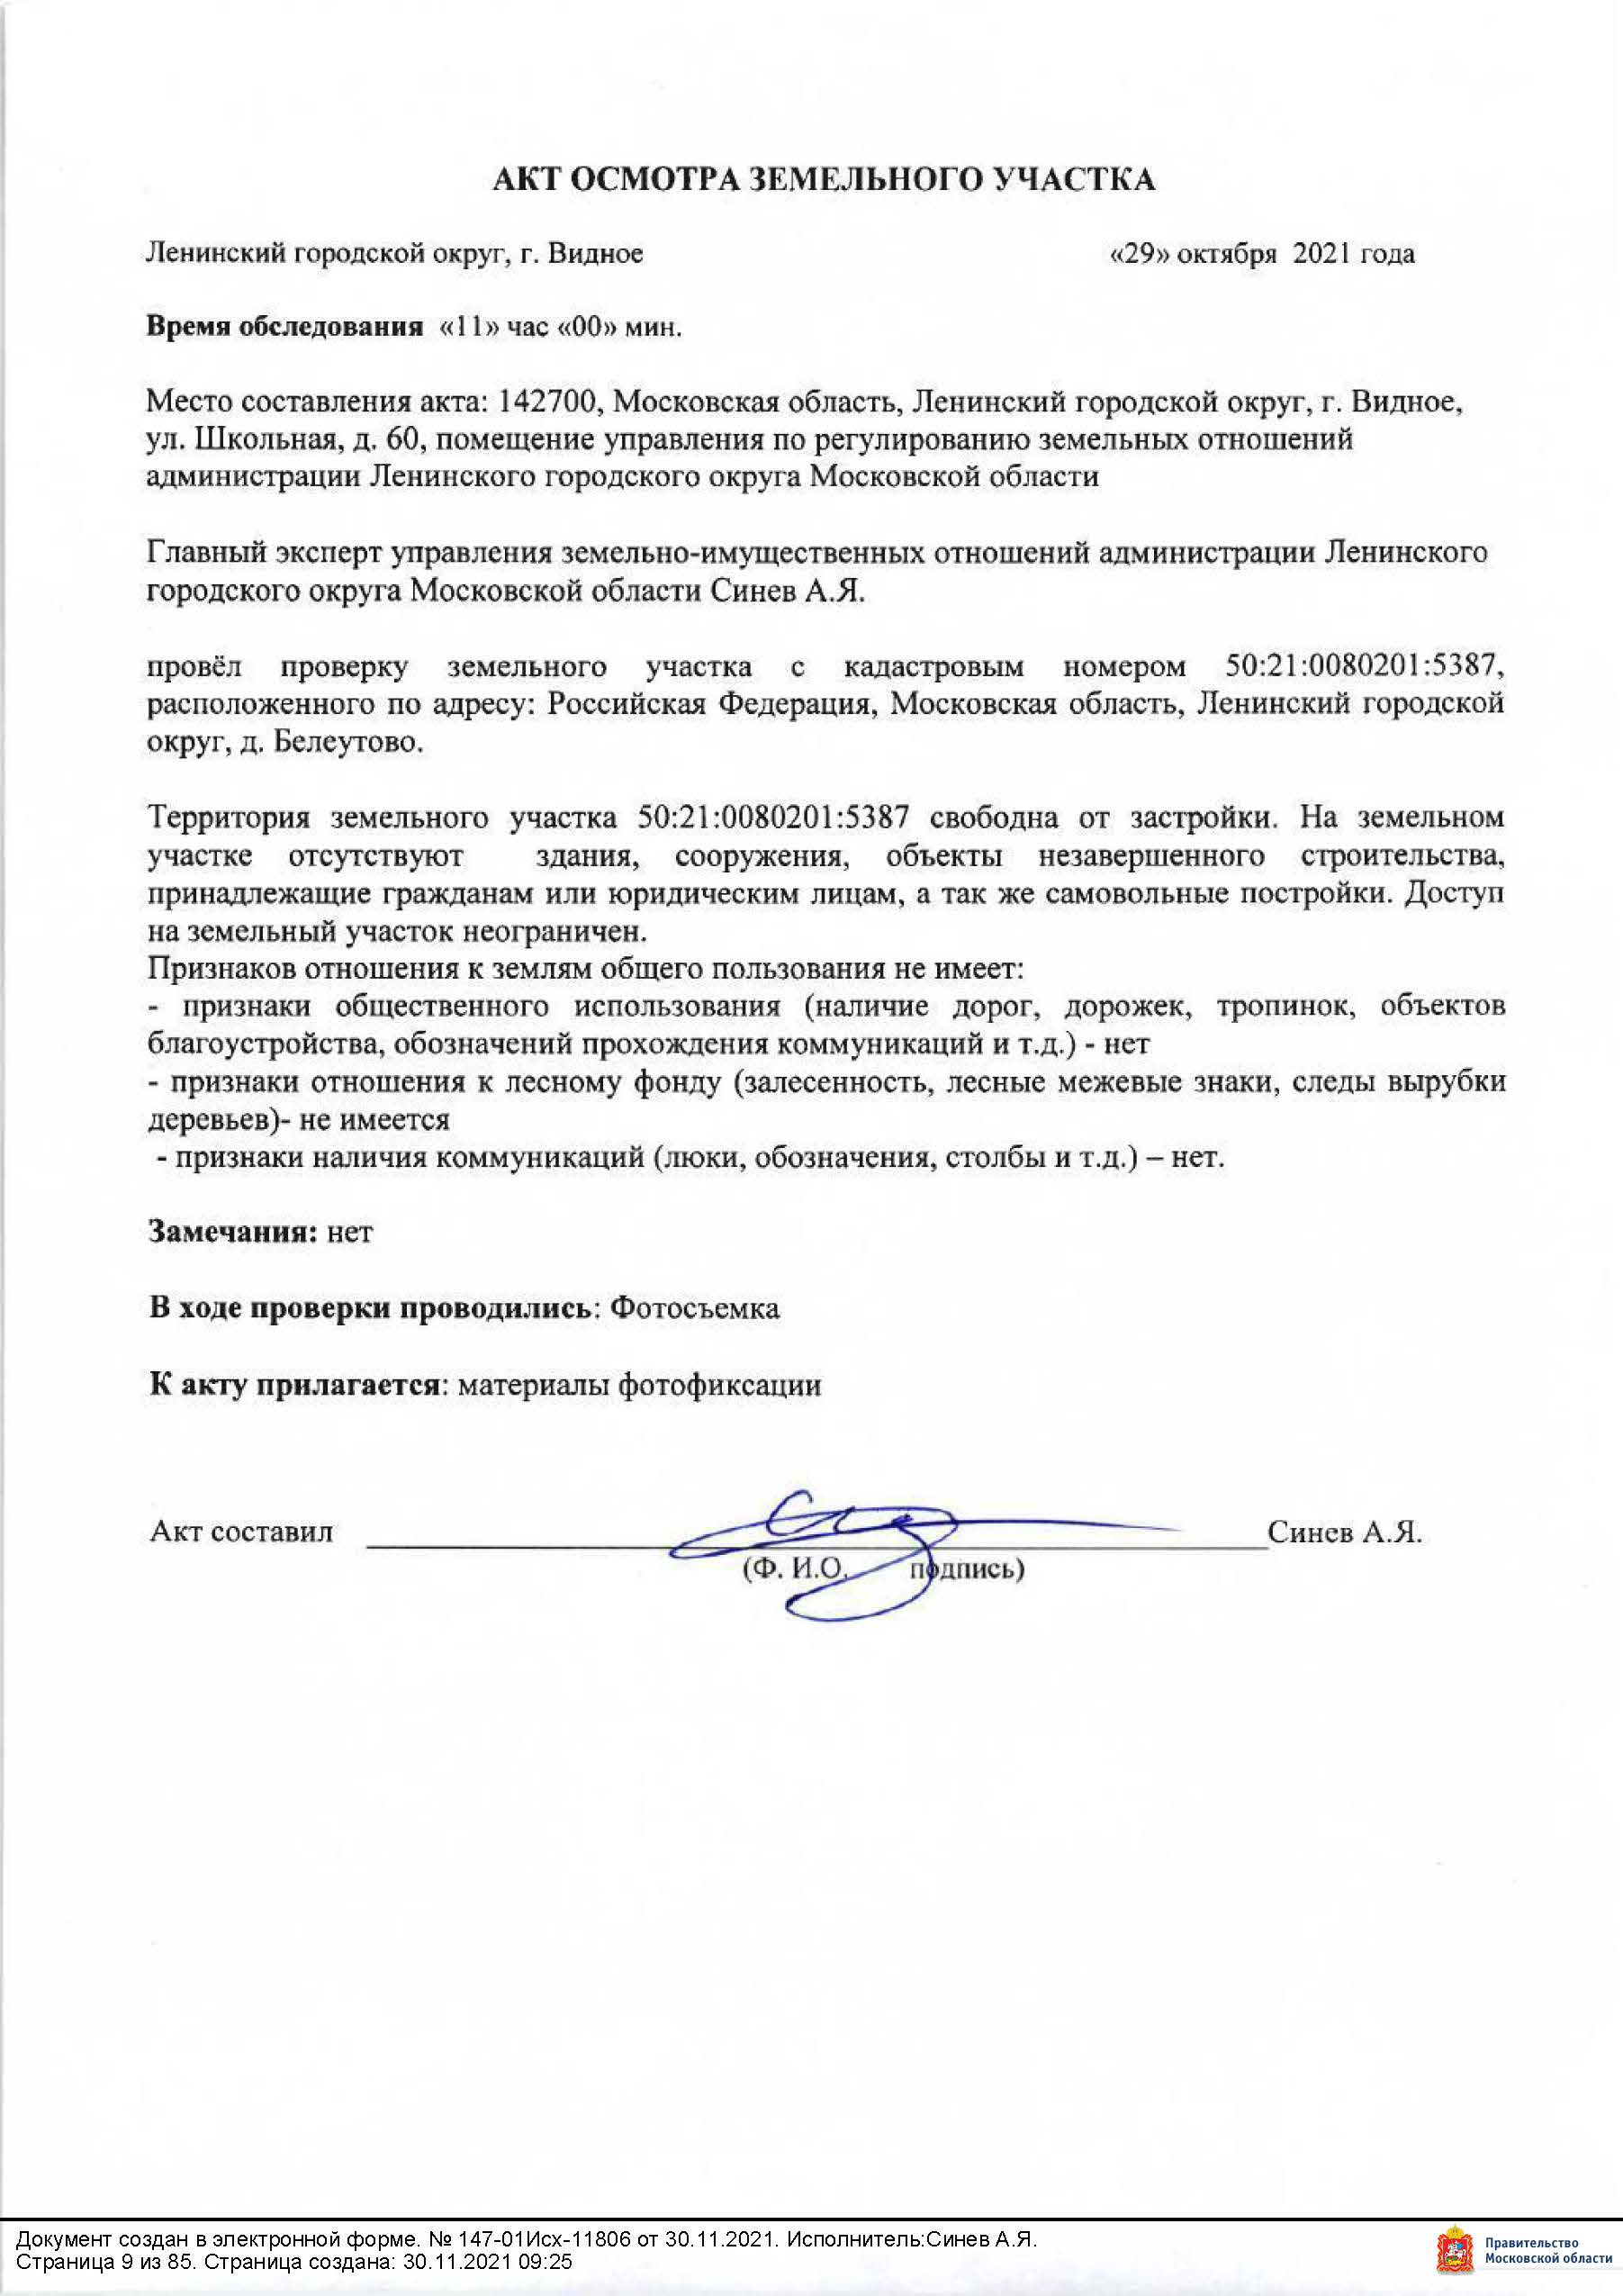 АКТ ОСМОТРА ЗЕМЕЛЬНОГО УЧАСТКА
Ленинский городской округ, г. Видное «29» октября 2021 года
Время обследования «11» час «00» мин.
Место составления акта: 142700, Московская область, Ленинский городской округ, г. Видное,
ул. Школьная, д. 60, помещение управления по регулированию земельных отношений
администрации Ленинского городского округа Московской области
Главный эксперт управления земельно-имущественных отношений администрации Ленинского
городского округа Московской области Синев А.Я.
провёл проверку земельного участка с кадастровым номером 50:21:0080201:5387,
расположенного по адресу: Российская Федерация, Московская область, Ленинский городской
округ, д. Белеутово.
Территория земельного участка 50:21:0080201:5387 свободна от застройки. На земельном
участке отсутствуют здания, сооружения, объекты незавершенного строительства,
принадлежащие гражданам или юридическим лицам, а так же самовольные постройки. Доступ
на земельный участок неограничен.
Признаков отношения к землям общего пользования не имеет:
- признаки общественного использования (наличие дорог, дорожек, тропинок, объектов
благоустройства, обозначений прохождения коммуникаций и т.д.) - нет
- признаки отношения к лесному фонду (залесенность, лесные межевые знаки, следы вырубки
деревьев)- не имеется
- признаки наличия коммуникаций (люки, обозначения, столбы и т.д.) – нет.
Замечания: нет
В ходе проверки проводились: Фотосъемка
К акту прилагается: материалы фотофиксации
Акт составил Синев А.Я.
(Ф. И.О. подпись)
Документ создан в электронной форме. № 147-01Исх-11806 от 30.11.2021. Исполнитель:Синев А.Я.
Страница 9 из 85. Страница создана: 30.11.2021 09:25
Правительство
Московской области